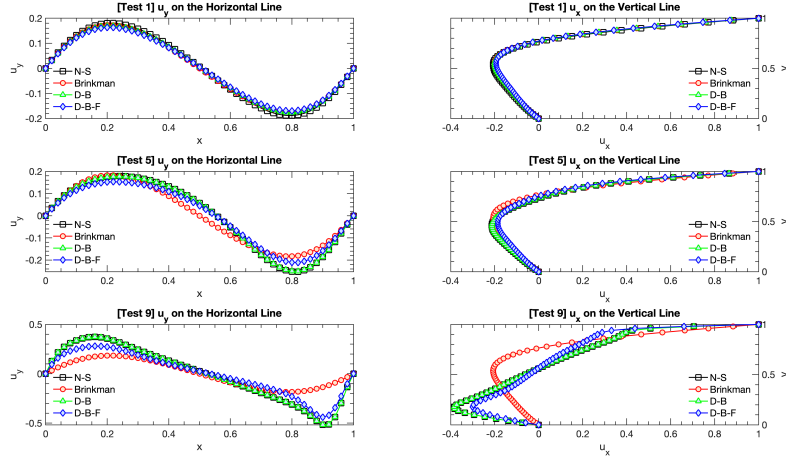 [Test 1] u_y on the Horizontal Line
0.2
0.1
0
-0.1
-0.2
u_y
N-S
Brinkman
D-B
D-B-F
0 0.2 0.4 0.6 0.8 1
x
[Test 1] u_x on the Vertical Line
1
0.5
0
y
N-S
Brinkman
D-B
D-B-F
-0.4 -0.2 0 0.2 0.4 0.6 0.8 1
u_x
[Test 5] u_y on the Horizontal Line
0.2
0.1
0
-0.1
-0.2
u_y
N-S
Brinkman
D-B
D-B-F
0 0.2 0.4 0.6 0.8 1
x
[Test 5] u_x on the Vertical Line
1
0.5
0
y
N-S
Brinkman
D-B
D-B-F
-0.4 -0.2 0 0.2 0.4 0.6 0.8 1
u_x
[Test 9] u_y on the Horizontal Line
0.5
0
-0.5
u_y
N-S
Brinkman
D-B
D-B-F
0 0.2 0.4 0.6 0.8 1
x
[Test 9] u_x on the Vertical Line
1
0.5
0
y
N-S
Brinkman
D-B
D-B-F
-0.4 -0.2 0 0.2 0.4 0.6 0.8 1
u_x